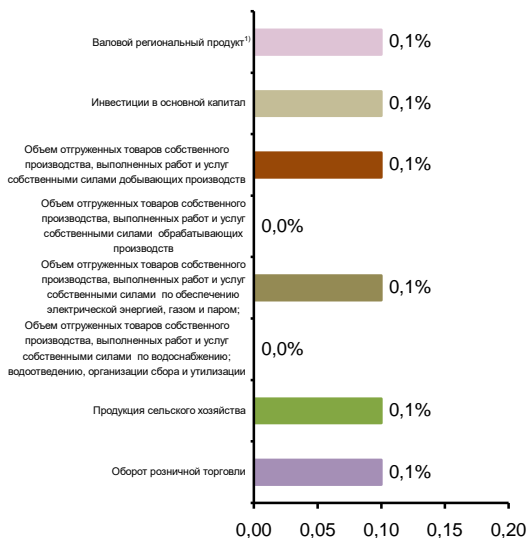 Валовой региональный продукт¹⁾ 0,1%
Инвестиции в основной капитал 0,1%
Объем отгруженных товаров собственного
производства, выполненных работ и услуг
собственными силами добывающих производств
0,1%
Объем отгруженных товаров собственного
производства, выполненных работ и услуг
собственными силами обрабатывающих
производств
0,0%
Объем отгруженных товаров собственного
производства, выполненных работ и услуг
собственными силами по обеспечению
электрической энергией, газом и паром;
0,1%
Объем отгруженных товаров собственного
производства, выполненных работ и услуг
собственными силами по водоснабжению;
водоотведению, организации сбора и утилизации
0,0%
Продукция сельского хозяйства 0,1%
Оборот розничной торговли 0,1%
0,00 0,05 0,10 0,15 0,20